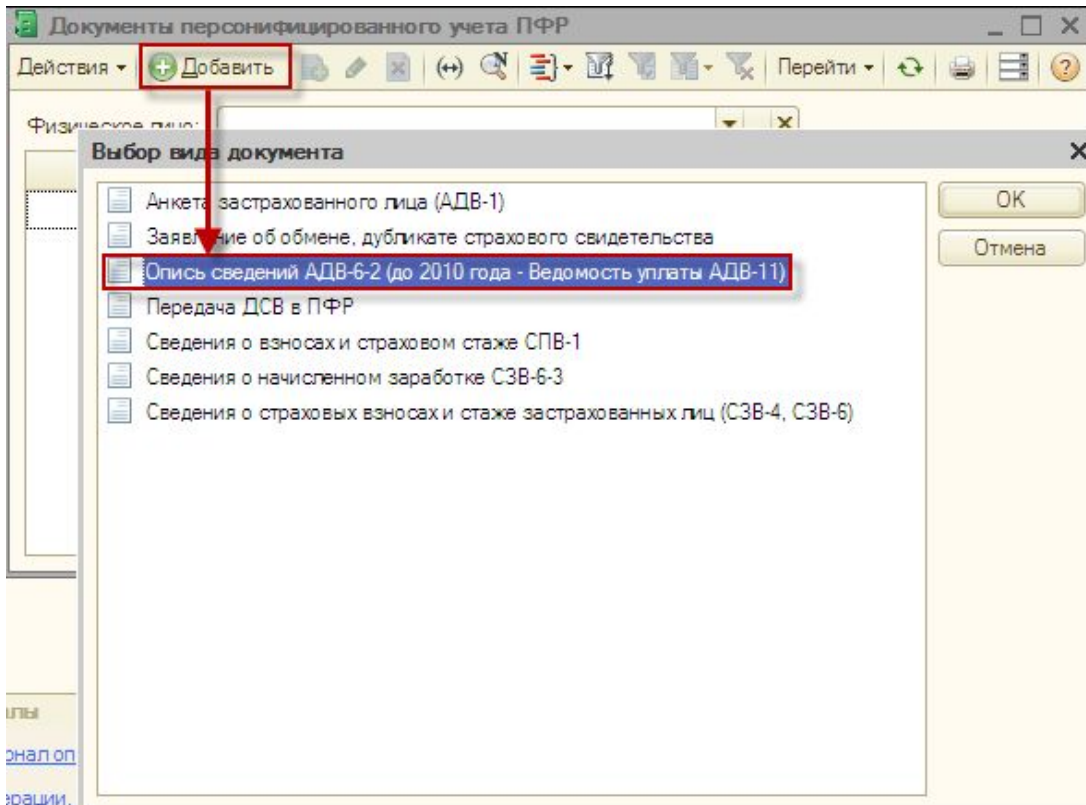 Документы персонифицированного учета ПФР
Действия Добавить Перейти
Физическое лицо:
Выбор вида документа
Анкета застрахованного лица (АДВ-1)
OK
Заявление об обмене, дубликате страхового свидетельства
Отмена
Опись сведений АДВ-6-2 (до 2010 года - Ведомость уплаты АДВ-11)
Передача ДСВ в ПФР
Сведения о взносах и страховом стаже СПВ-1
Сведения о начисленном заработке СЗВ-6-3
Сведения о страховых взносах и стаже застрахованных лиц (СЗВ-4, СЗВ-6)